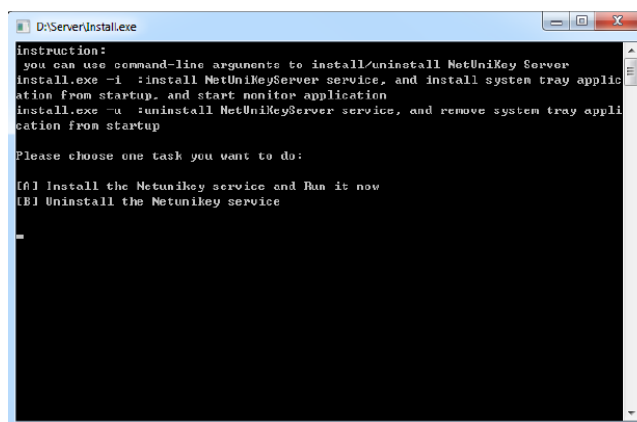 D:\Server\Install.exe
instruction:
you can use command-line arguments to install/uninstall NetUniKey Server
install.exe -i :install NetUniKeyServer service, and install system tray applic
ation from startup, and start monitor application
install.exe -u :uninstall NetUniKeyServer service, and remove system tray appli
cation from startup
Please choose one task you want to do:
[A] Install the Netunikey service and Run it now
[B] Uninstall the Netunikey service